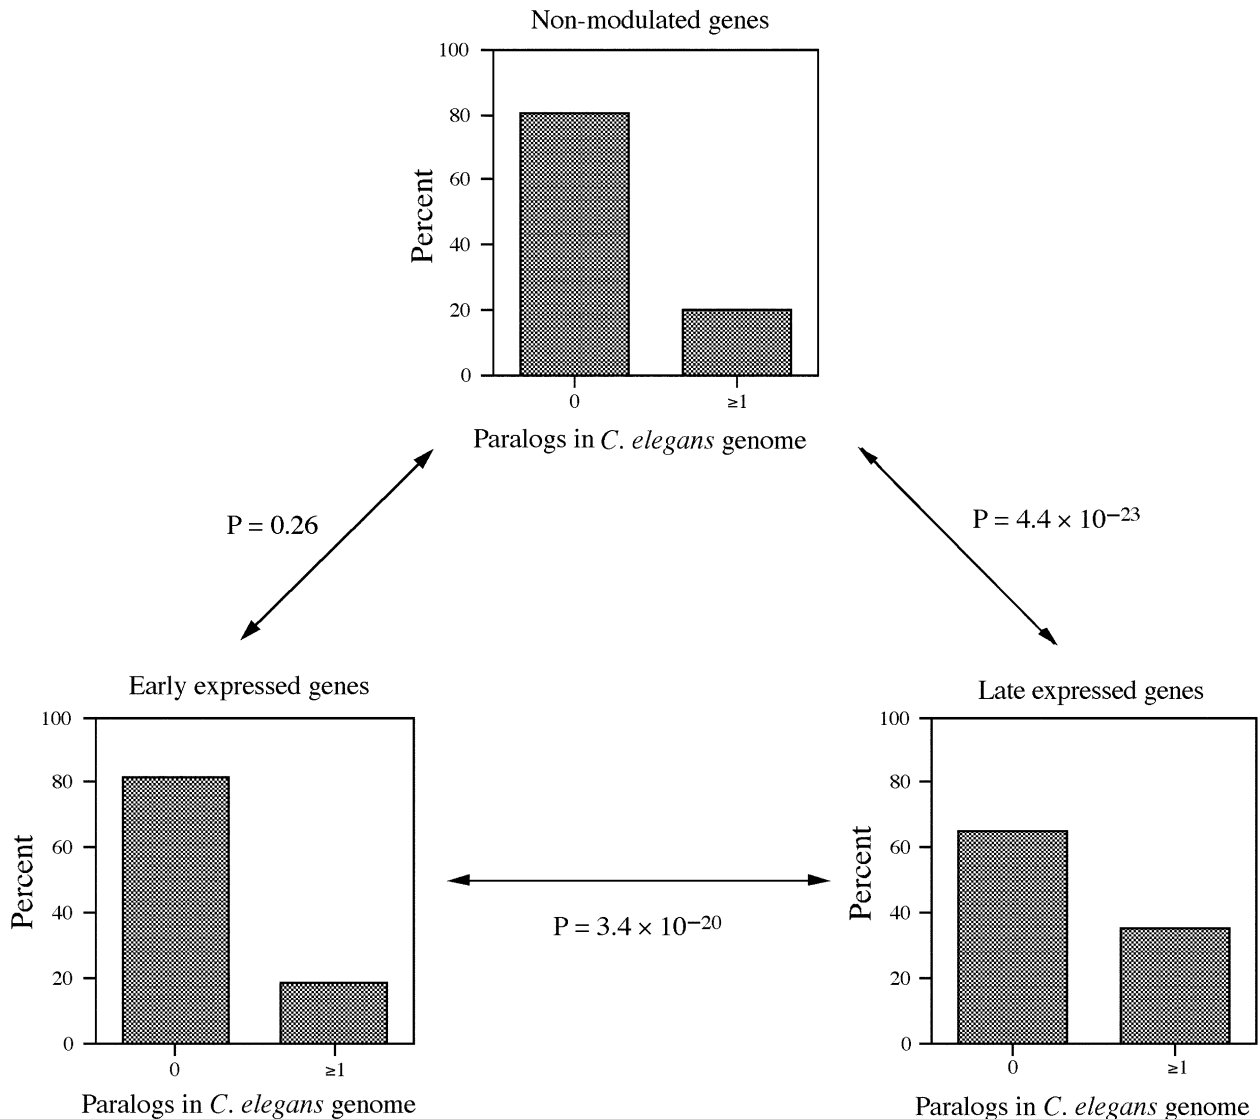 Non-modulated genes
100
80
60
40
20
0
Percent
0 ≥1
Paralogs in C. elegans genome
P = 0.26
P = 4.4 × 10−23
Early expressed genes
100
80
60
40
20
0
Percent
0 ≥1
Paralogs in C. elegans genome
P = 3.4 × 10−20
Late expressed genes
100
80
60
40
20
0
Percent
0 ≥1
Paralogs in C. elegans genome